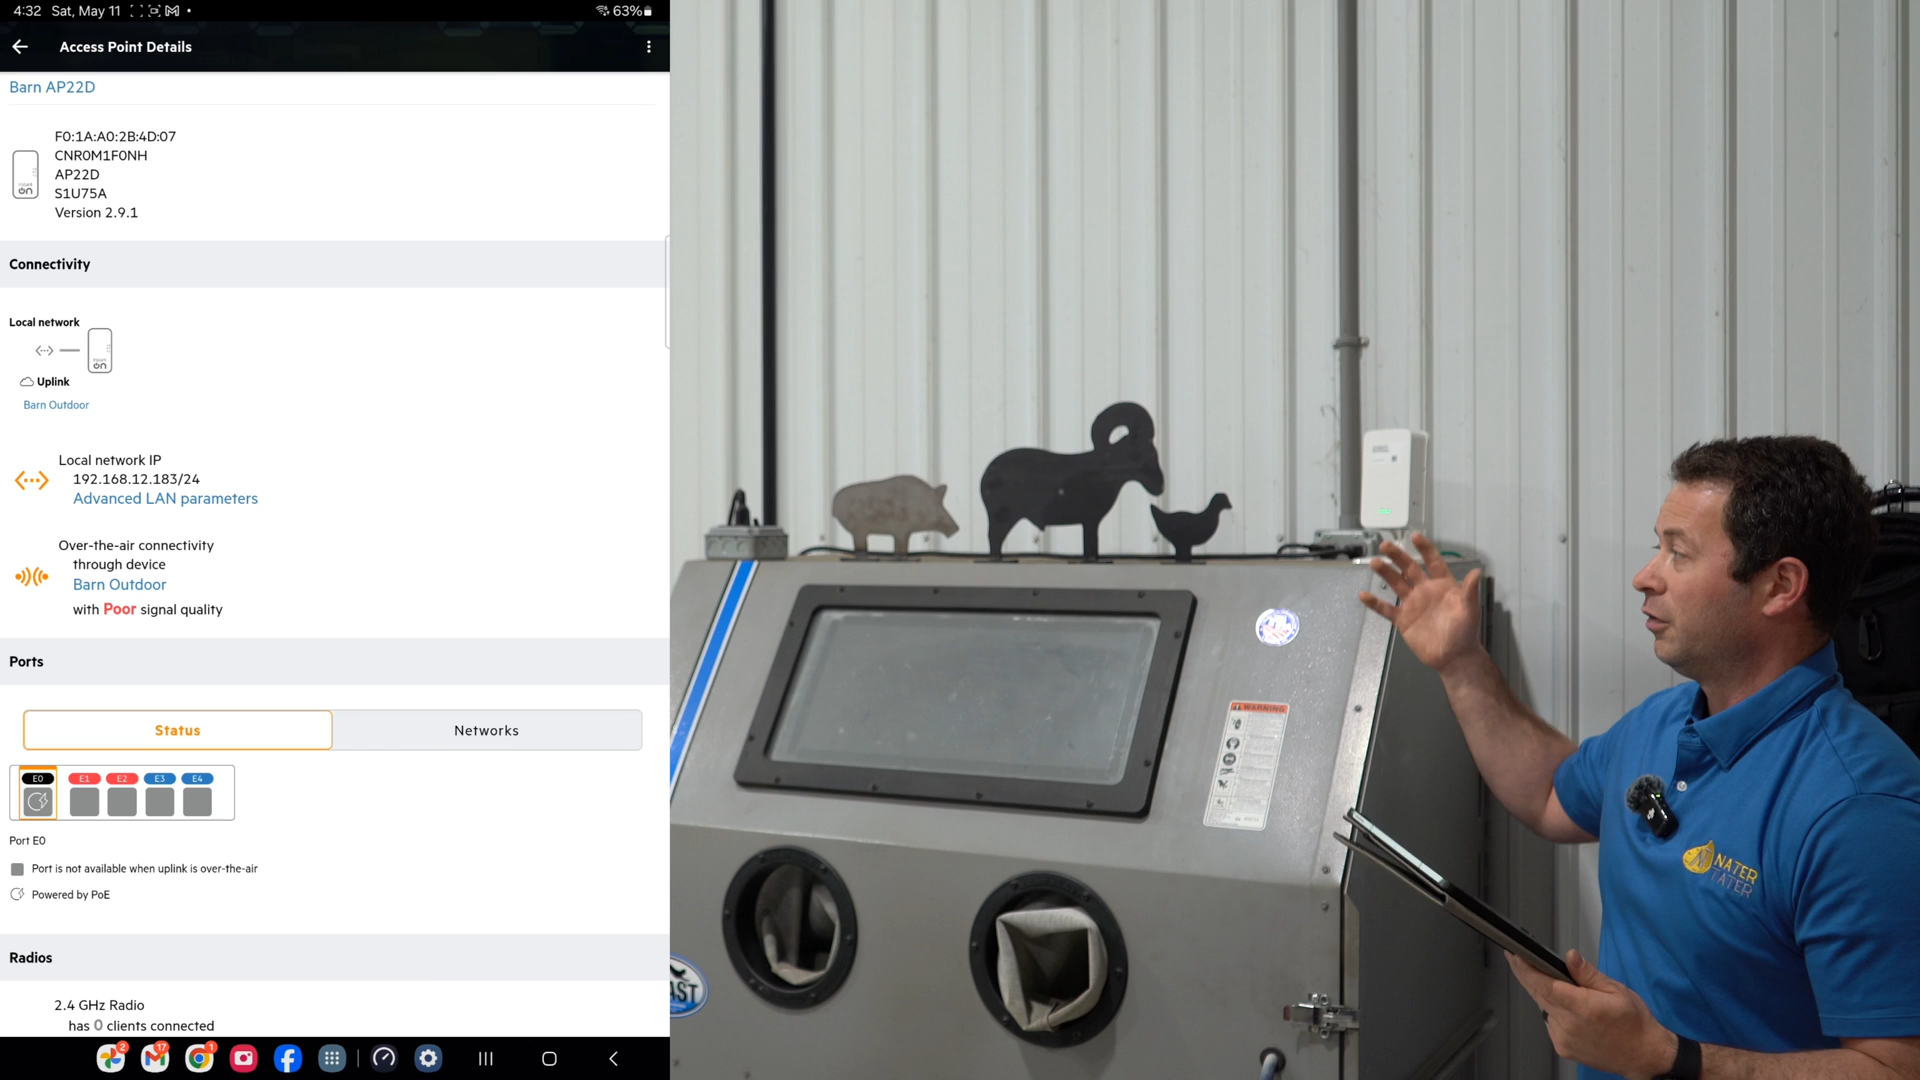 4:32 Sat, May 11
63%
Access Point Details
Barn AP22D
F0:1A:A0:2B:4D:07
CNR0M1F0NH
AP22D
S1U75A
Version 2.9.1
Connectivity
Local network
Uplink
Barn Outdoor
Local network IP
192.168.12.183/24
Advanced LAN parameters
Over-the-air connectivity
through device
Barn Outdoor
with Poor signal quality
Ports
Status
Networks
E0 E1 E2 E3 E4
Port E0
Port is not available when uplink is over-the-air
Powered by PoE
Radios
2.4 GHz Radio
has 0 clients connected
2 17 1
WARNING
NATER
TATER